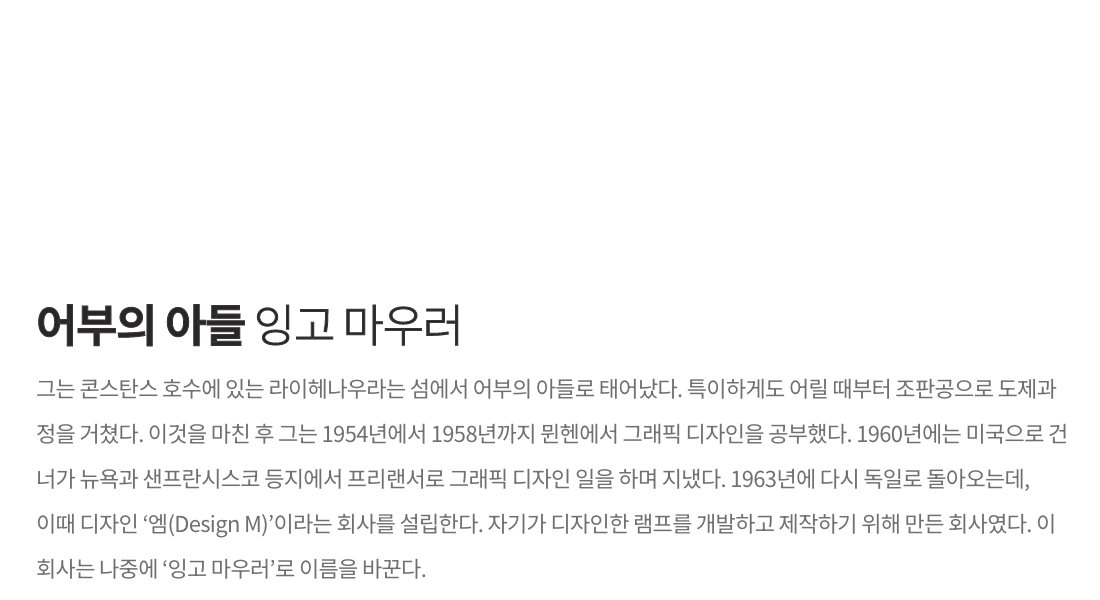 어부의 아들 잉고 마우러
그는 콘스탄스 호수에 있는 라이헤나우라는 섬에서 어부의 아들로 태어났다. 특이하게도 어릴 때부터 조판공으로 도제과
정을 거쳤다. 이것을 마친 후 그는 1954년에서 1958년까지 뮌헨에서 그래픽 디자인을 공부했다. 1960년에는 미국으로 건
너가 뉴욕과 샌프란시스코 등지에서 프리랜서로 그래픽 디자인 일을 하며 지냈다. 1963년에 다시 독일로 돌아오는데,
이때 디자인 ‘엠(Design M)’이라는 회사를 설립한다. 자기가 디자인한 램프를 개발하고 제작하기 위해 만든 회사였다. 이
회사는 나중에 ‘잉고 마우러’로 이름을 바꾼다.